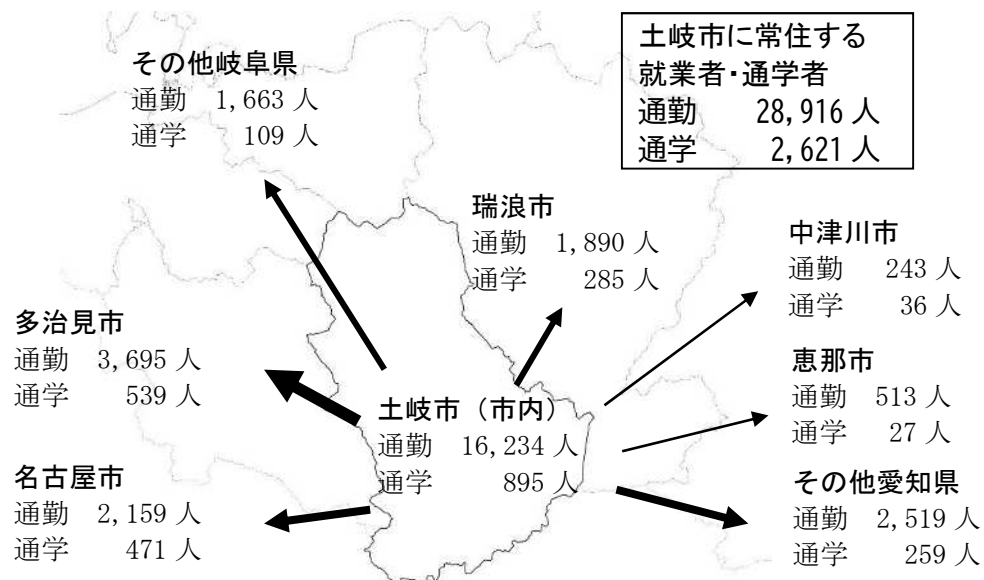 その他岐阜県
通勤 1,663 人
通学 109 人
土岐市に常住する
就業者・通学者
通勤 28,916 人
通学 2,621 人
瑞浪市
通勤 1,890 人
通学 285 人
中津川市
通勤 243 人
通学 36 人
多治見市
通勤 3,695 人
通学 539 人
恵那市
通勤 513 人
通学 27 人
土岐市（市内）
通勤 16,234 人
通学 895 人
名古屋市
通勤 2,159 人
通学 471 人
その他愛知県
通勤 2,519 人
通学 259 人